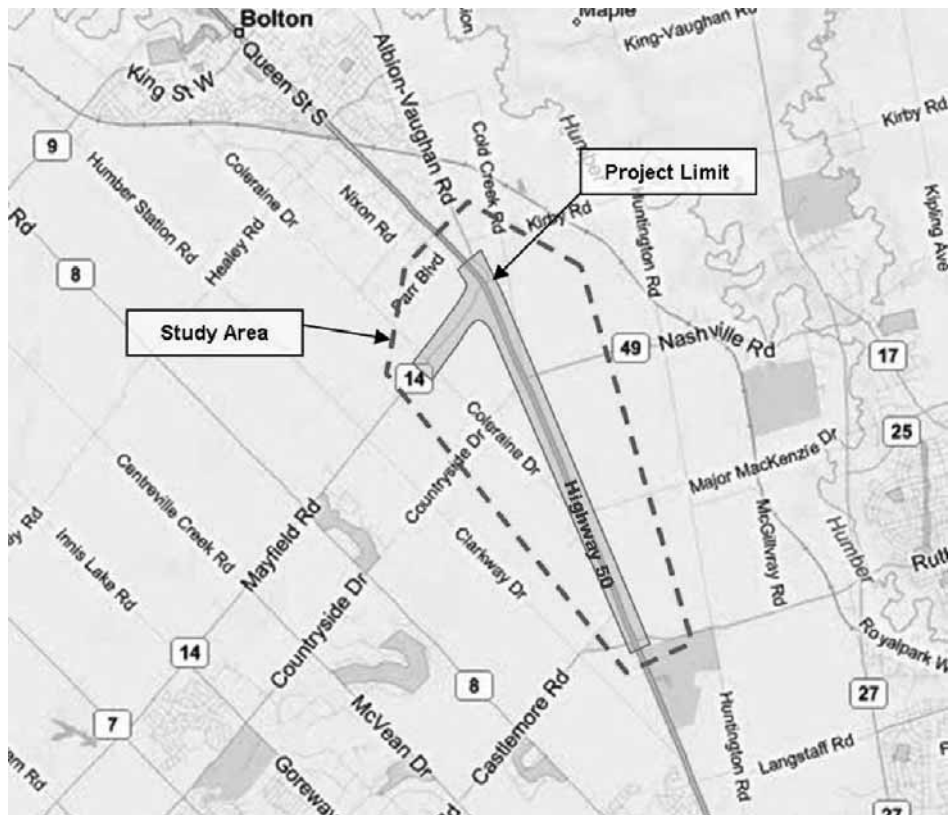 Bolton
Maple
King-Vaughan Rd
King St W
Queen St S
Albion-Vaughan Rd
Cold Creek Rd
Kirby Rd
9
Humber Station Rd
Coleraine Dr
Healey Rd
Nixon Rd
Project Limit
Kirby Rd
Huntington Rd
Kipling Ave
Rd
8
Parr Blvd
Study Area
14
49
Nashville Rd
17
25
Coleraine Dr
Countryside Dr
Major MacKenzie Dr
Centreville Creek Rd
Mayfield Rd
Highway 50
McGillvray Rd
Humber
Innis Lake Rd
Clarkway Dr
Countryside Dr
Royalpark W
14
8
27
7
McVean Dr
Castlemore Rd
Huntington Rd
Langstaff Rd
Goreway
27